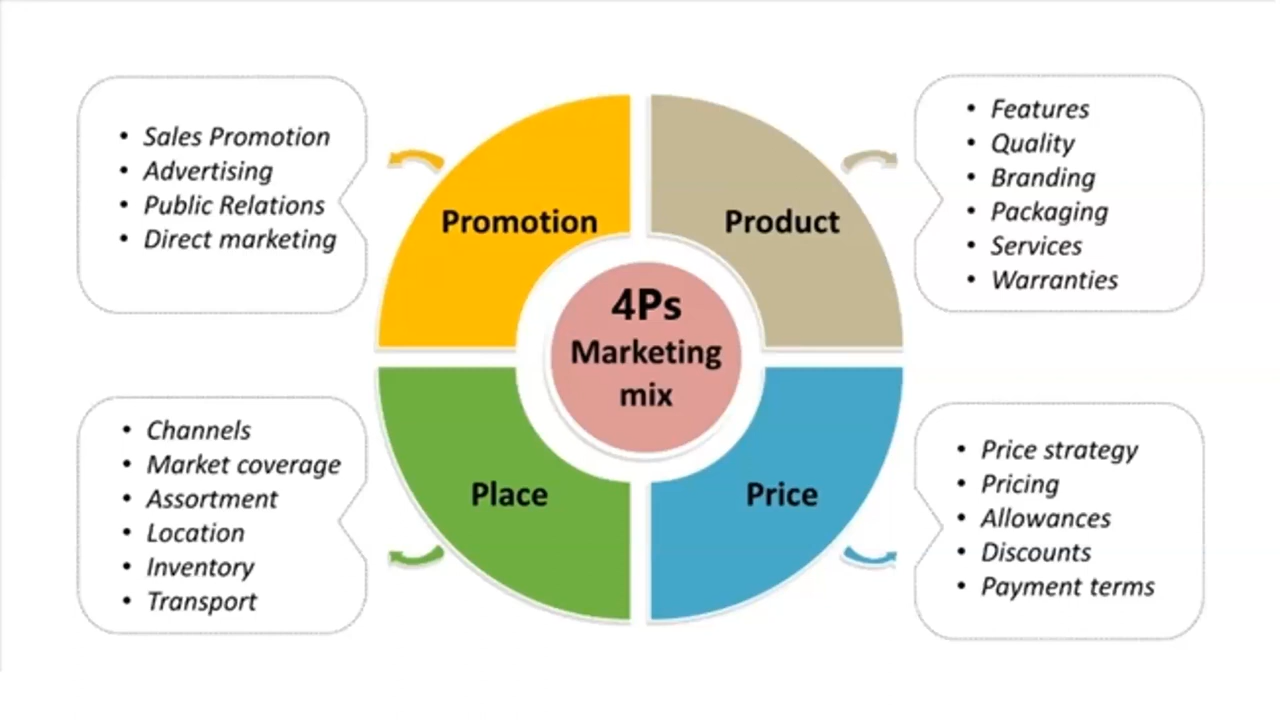 • Sales Promotion
• Advertising
• Public Relations
• Direct marketing
Promotion
Product
• Features
• Quality
• Branding
• Packaging
• Services
• Warranties
4Ps
Marketing
mix
• Channels
• Market coverage
• Assortment
• Location
• Inventory
• Transport
Place
Price
• Price strategy
• Pricing
• Allowances
• Discounts
• Payment terms